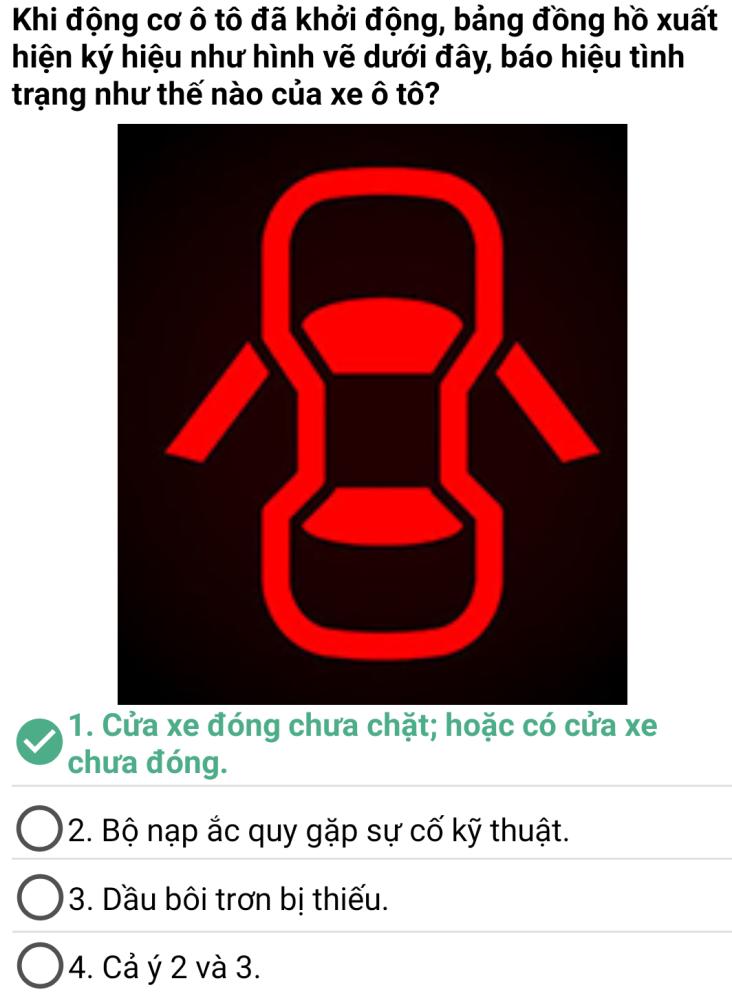 Khi động cơ ô tô đã khởi động, bảng đồng hồ xuất
hiện ký hiệu như hình vẽ dưới đây, báo hiệu tình
trạng như thế nào của xe ô tô?
1. Cửa xe đóng chưa chặt; hoặc có cửa xe
chưa đóng.
2. Bộ nạp ắc quy gặp sự cố kỹ thuật.
3. Dầu bôi trơn bị thiếu.
4. Cả ý 2 và 3.